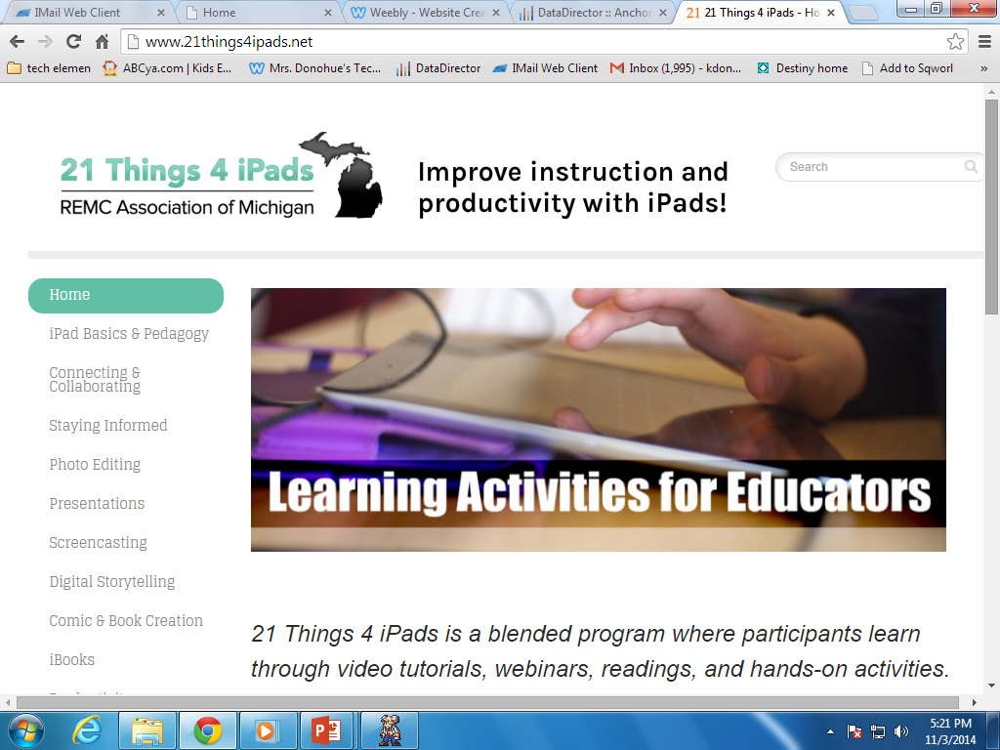 IMail Web Client
Home
Weebly - Website Crea
DataDirector :: Anchor
21 21 Things 4 iPads - Ho
www.21things4ipads.net
tech elemen
ABCya.com | Kids E...
Mrs. Donohue's Tec...
DataDirector
IMail Web Client
Inbox (1,995) - kdon...
Destiny home
Add to Sqworl
»
21 Things 4 iPads
REMC Association of Michigan
Improve instruction and
productivity with iPads!
Search
Home
iPad Basics & Pedagogy
Connecting &
Collaborating
Staying Informed
Photo Editing
Presentations
Screencasting
Digital Storytelling
Comic & Book Creation
iBooks
Learning Activities for Educators
21 Things 4 iPads is a blended program where participants learn
through video tutorials, webinars, readings, and hands-on activities.
5:21 PM
11/3/2014